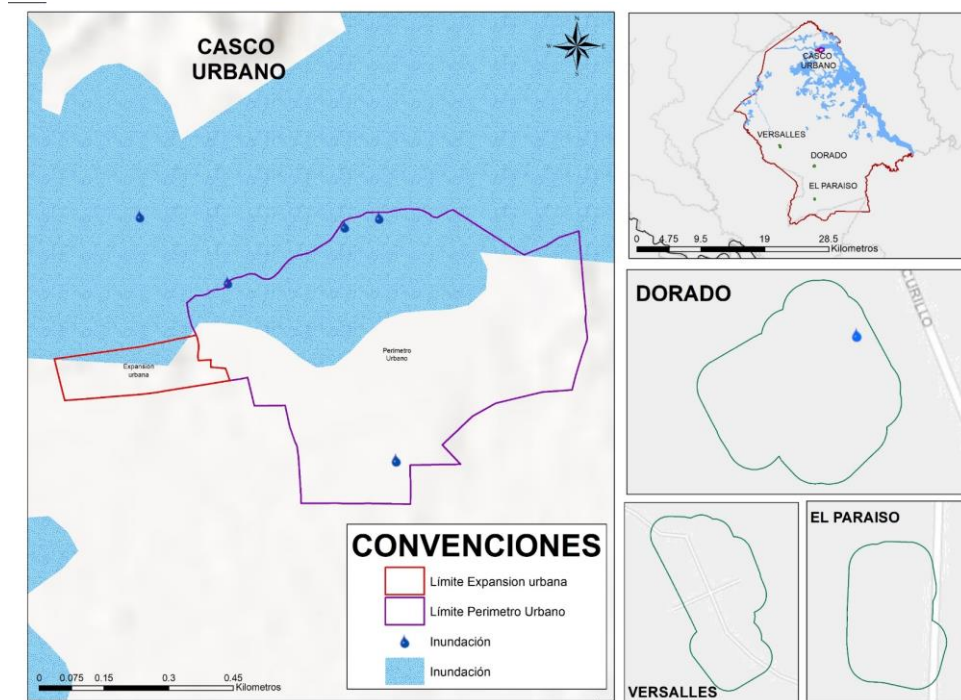 CASCO
URBANO
N
W
E
S
Expansion
urbana
Perimetro
Urbano
CONVENCIONES
Límite Expansion urbana
Límite Perimetro Urbano
Inundación
Inundación
0 0.075 0.15 0.3 0.45
Kilometros
CASCO
URBANO
VERSALLES
DORADO
EL PARAISO
0 4.75 9.5 19 28.5
Kilometros
DORADO
CURILLO
VERSALLES
EL PARAISO